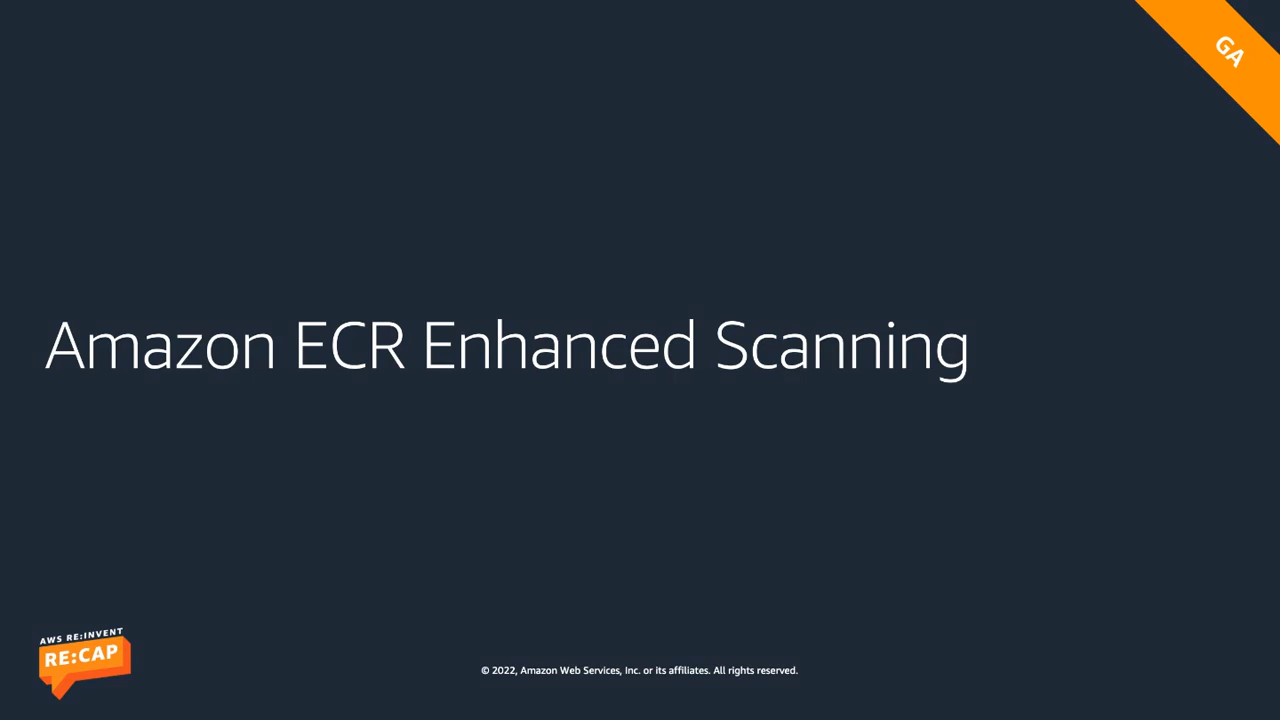 GA
Amazon ECR Enhanced Scanning
AWS RE:INVENT
RE:CAP
© 2022, Amazon Web Services, Inc. or its affiliates. All rights reserved.